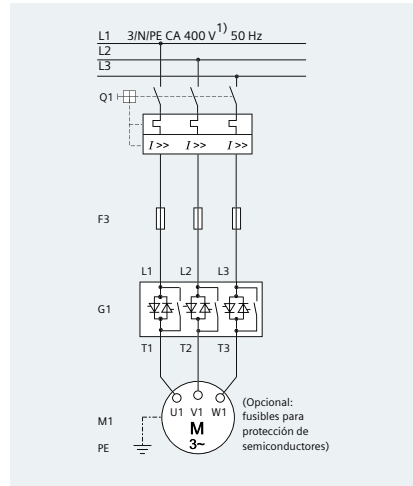 L1 3/N/PE CA 400 V 1) 50 Hz
L2
L3
Q1
I >> I >> I >>
F3
L1 L2 L3
G1
T1 T2 T3
U1 V1 W1
M1
M
3~
PE
(Opcional:
fusibles para
protección de
semiconductores)